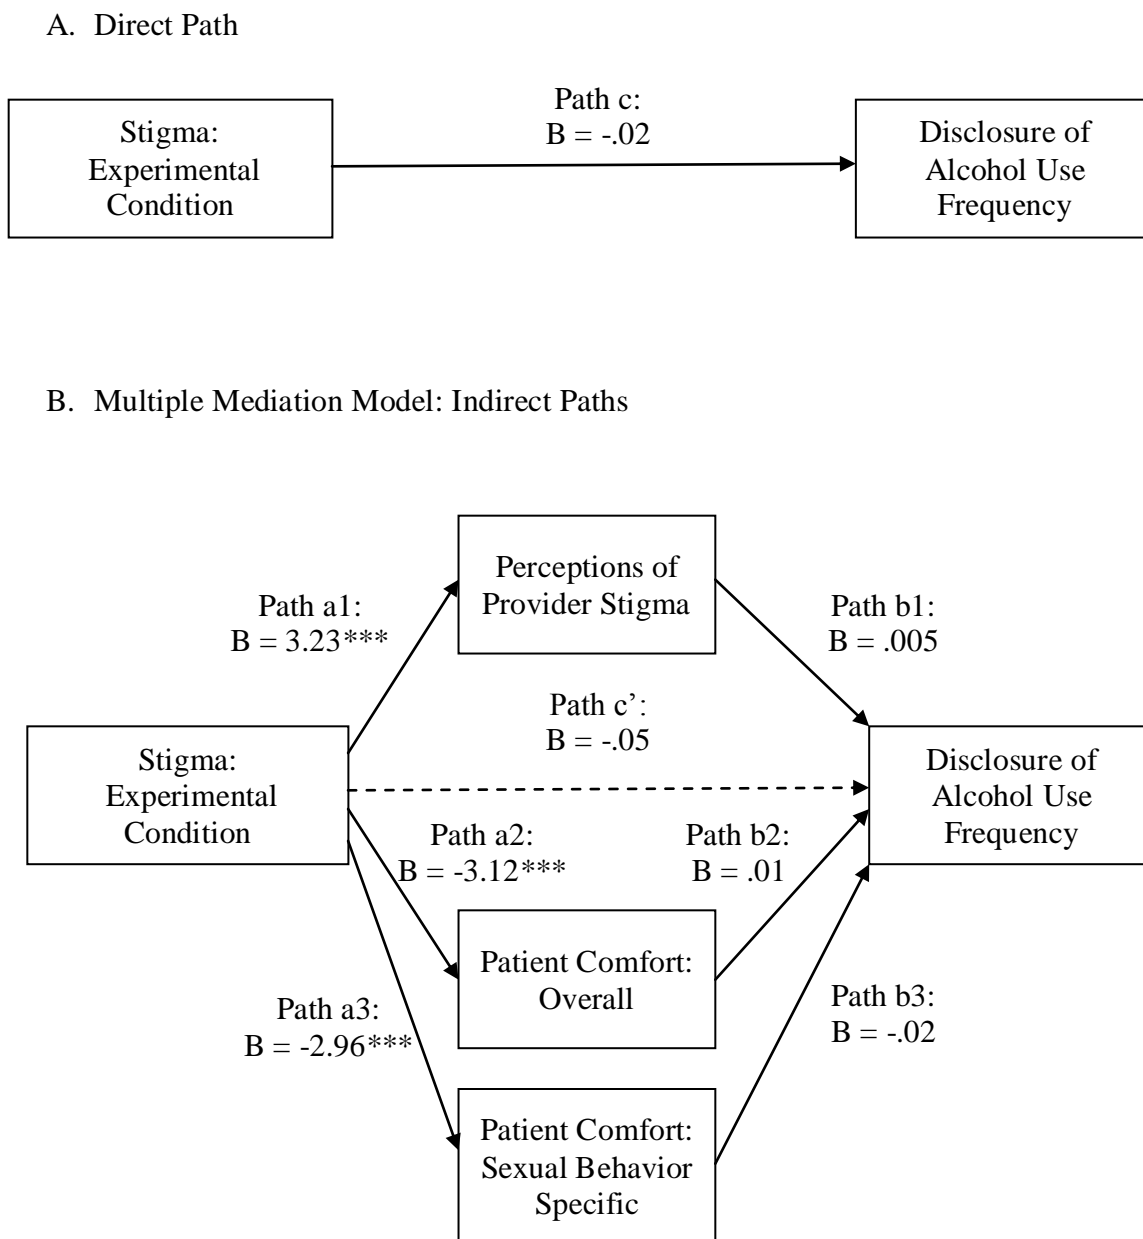 A. Direct Path
Stigma:
Experimental
Condition
Path c:
B = -.02
Disclosure of
Alcohol Use
Frequency
B. Multiple Mediation Model: Indirect Paths
Perceptions of
Provider Stigma
Path a1:
B = 3.23***
Path b1:
B = .005
Path c’:
B = -.05
Stigma:
Experimental
Condition
Disclosure of
Alcohol Use
Frequency
Path a2:
B = -3.12***
Path b2:
B = .01
Patient Comfort:
Overall
Path a3:
B = -2.96***
Path b3:
B = -.02
Patient Comfort:
Sexual Behavior
Specific